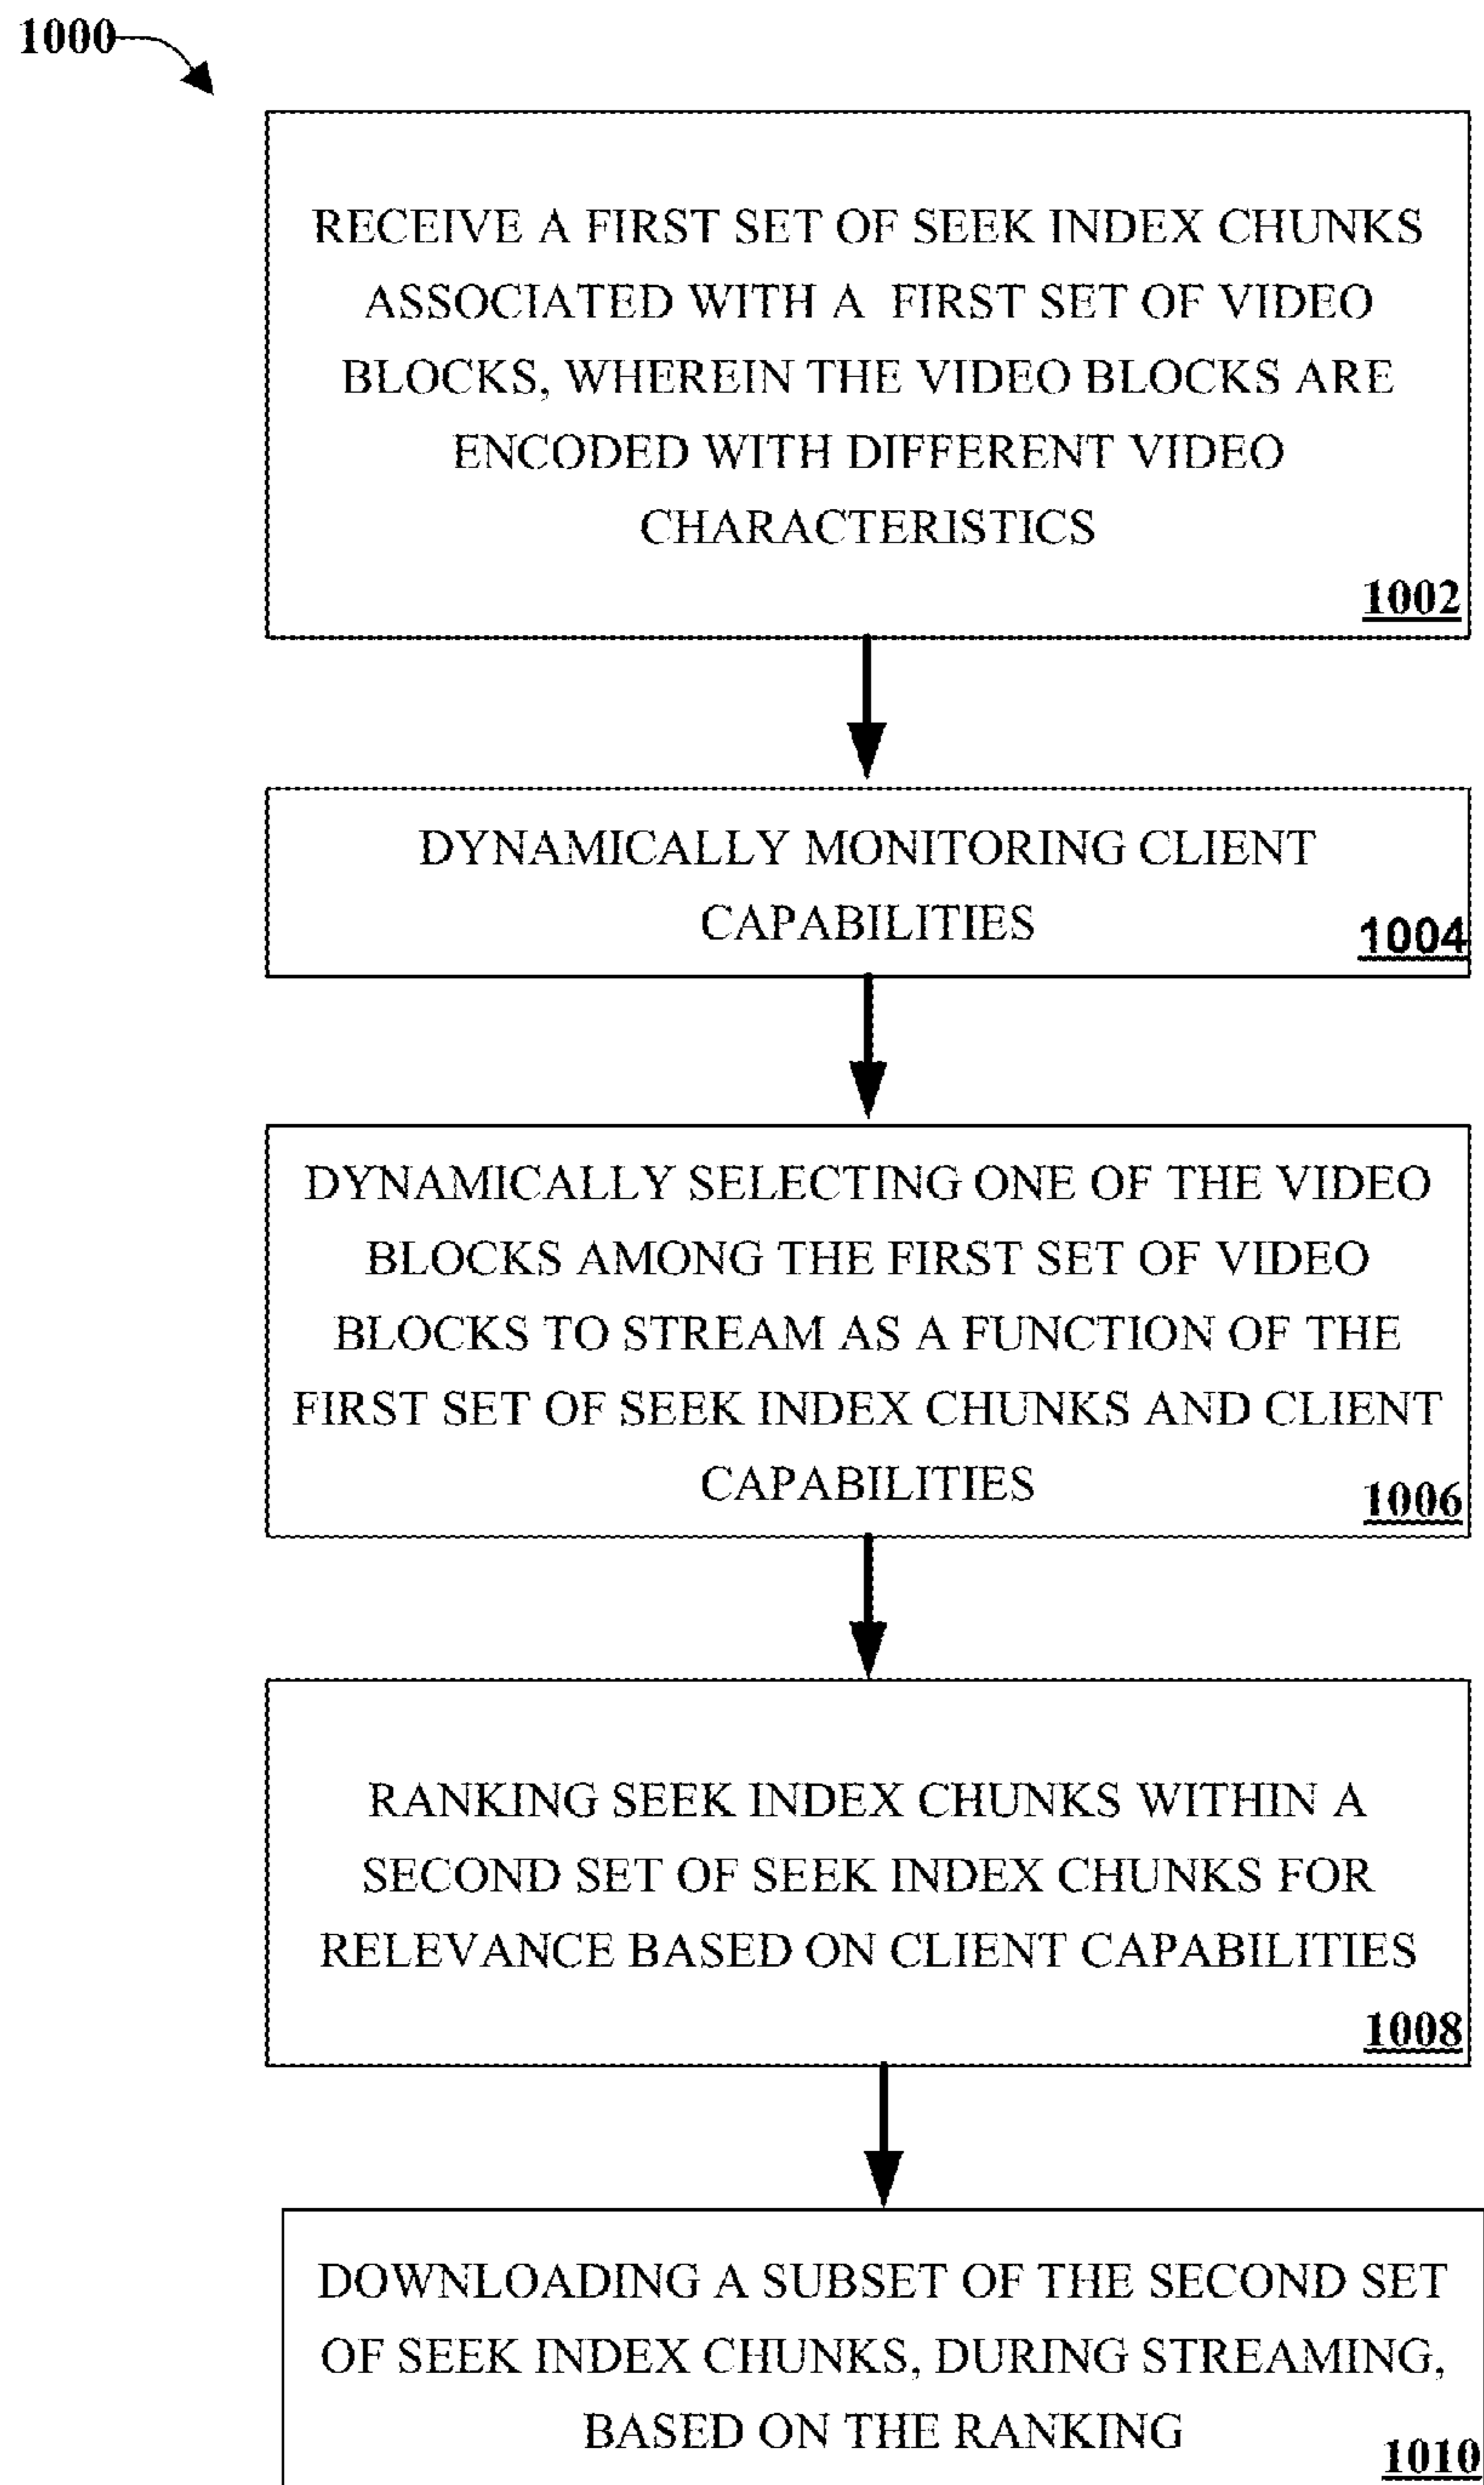 1000
RECEIVE A FIRST SET OF SEEK INDEX CHUNKS
ASSOCIATED WITH A FIRST SET OF VIDEO
BLOCKS, WHEREIN THE VIDEO BLOCKS ARE
ENCODED WITH DIFFERENT VIDEO
CHARACTERISTICS
1002
DYNAMICALLY MONITORING CLIENT
CAPABILITIES
1004
DYNAMICALLY SELECTING ONE OF THE VIDEO
BLOCKS AMONG THE FIRST SET OF VIDEO
BLOCKS TO STREAM AS A FUNCTION OF THE
FIRST SET OF SEEK INDEX CHUNKS AND CLIENT
CAPABILITIES
1006
RANKING SEEK INDEX CHUNKS WITHIN A
SECOND SET OF SEEK INDEX CHUNKS FOR
RELEVANCE BASED ON CLIENT CAPABILITIES
1008
DOWNLOADING A SUBSET OF THE SECOND SET
OF SEEK INDEX CHUNKS, DURING STREAMING,
BASED ON THE RANKING
1010